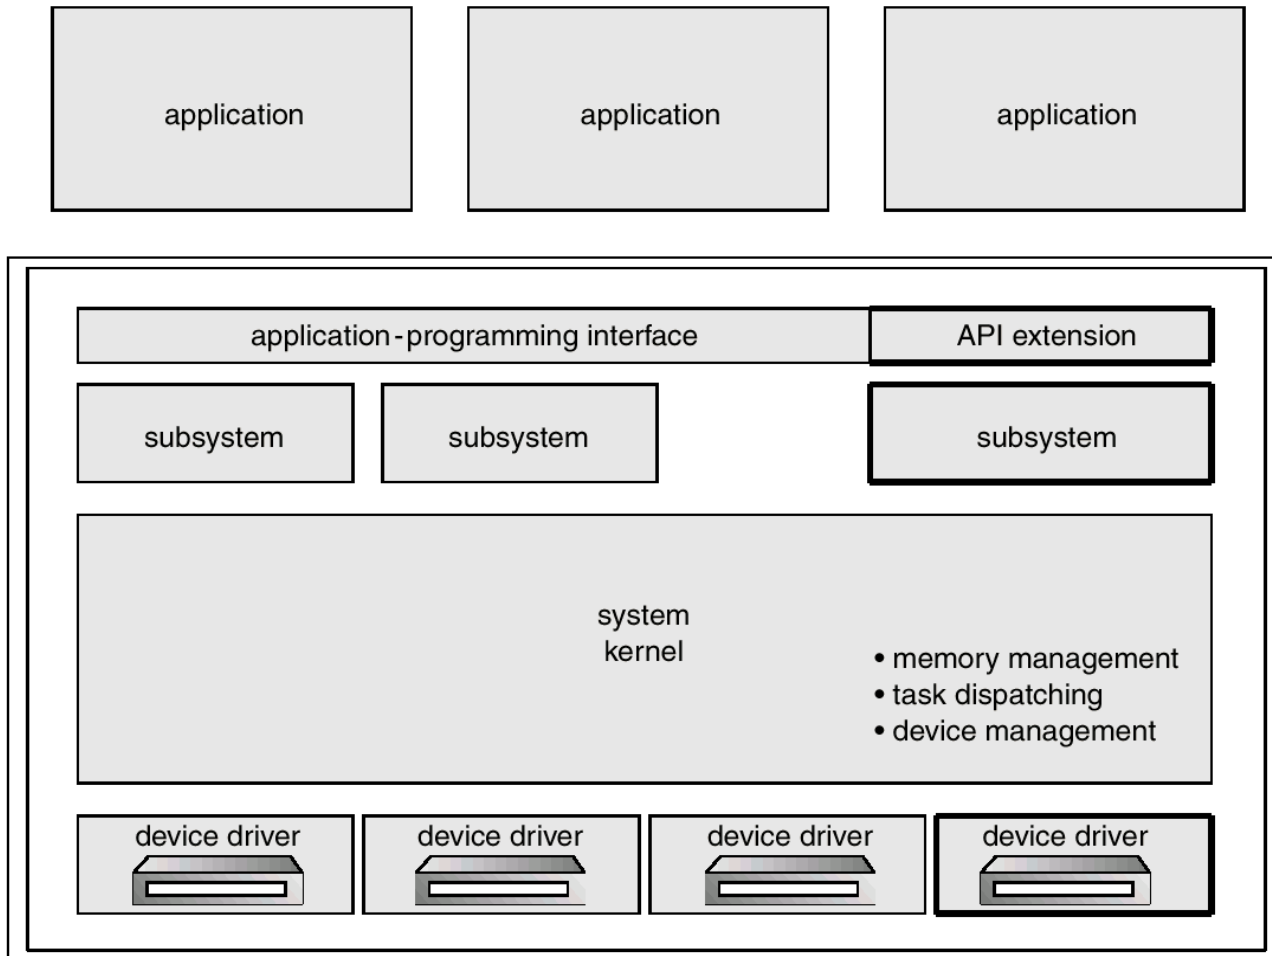 application
application
application
application-programming interface
API extension
subsystem
subsystem
subsystem
system
kernel
• memory management
• task dispatching
• device management
device driver
device driver
device driver
device driver